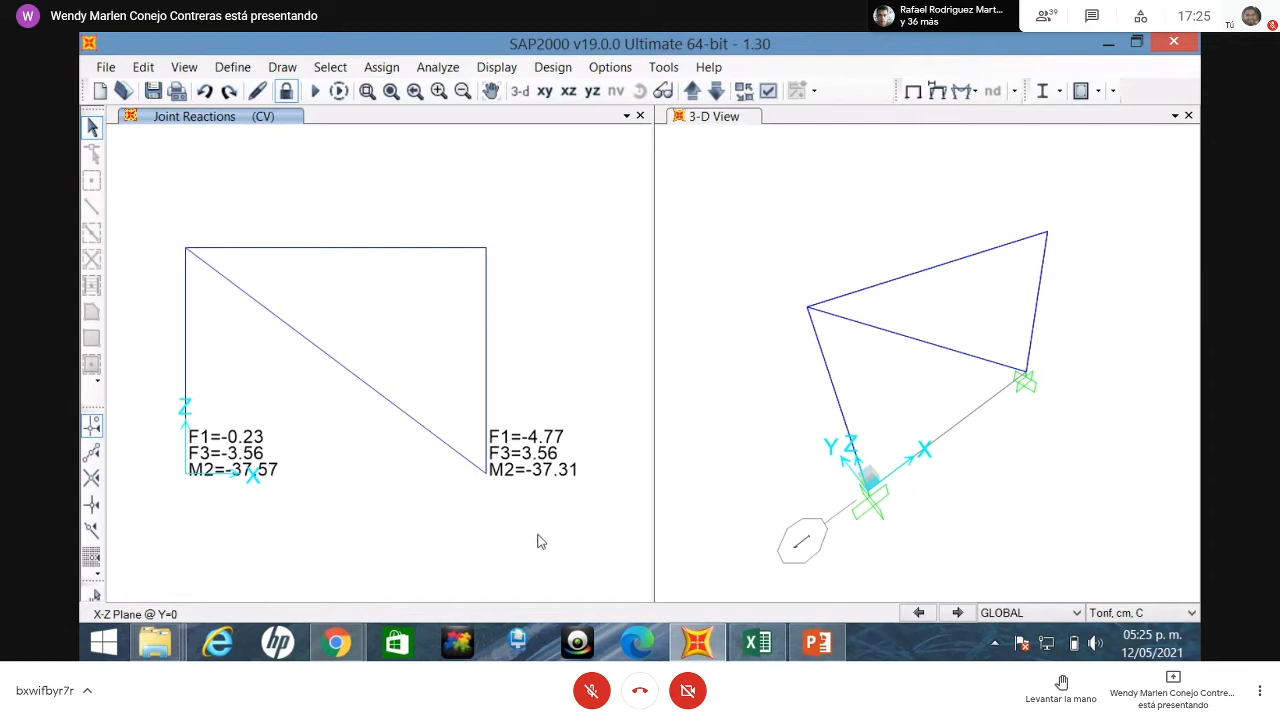 W Wendy Marlen Conejo Contreras está presentando
Rafael Rodriguez Mart...
y 36 más
39
17:25
Tú
SAP2000 v19.0.0 Ultimate 64-bit - 1.30
File Edit View Define Draw Select Assign Analyze Display Design Options Tools Help
3-d xy xz yz nv nd
Joint Reactions (CV)
3-D View
Z
F1=-0.23
F3=-3.56
M2=-37.57
X
F1=-4.77
F3=3.56
M2=-37.31
Y Z X
X-Z Plane @ Y=0
GLOBAL
Tonf, cm, C
05:25 p. m.
12/05/2021
bxwifbyr7r
Levantar la mano
Wendy Marlen Conejo Contre...
está presentando